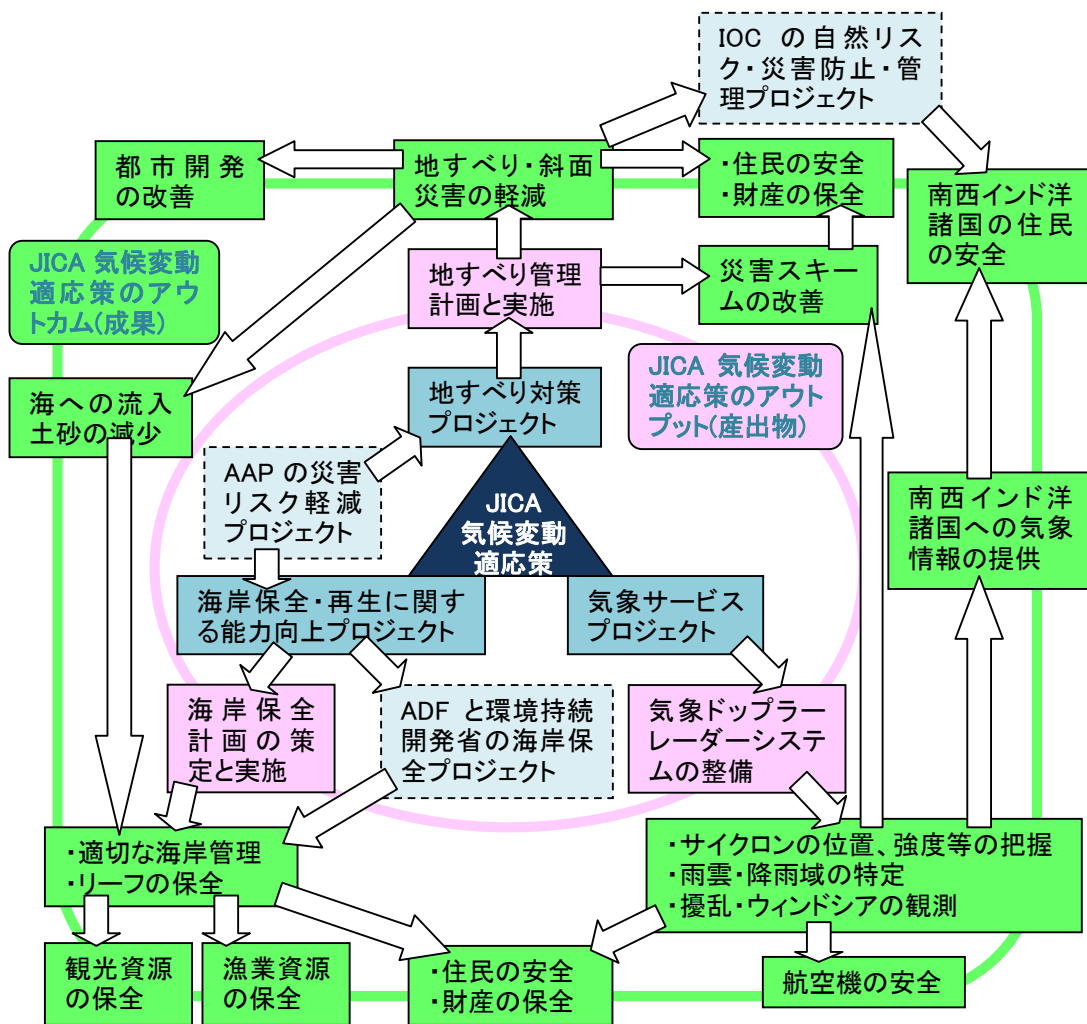 IOC の自然リス
ク・災害防止・管
理プロジェクト
都市開発
の改善
地すべり・斜面
災害の軽減
・住民の安全
・財産の保全
南西インド洋
諸国の住民
の安全
JICA 気候変動
適応策のアウ
トカム(成果)
地すべり管理
計画と実施
災害スキー
ムの改善
JICA 気候変動
適応策のアウト
プット(産出物)
海への流入
土砂の減少
地すべり対策
プロジェクト
AAP の災害
リスク軽減
プロジェクト
JICA
気候変動
適応策
南西インド洋
諸国への気象
情報の提供
海岸保全・再生に関す
る能力向上プロジェクト
気象サービス
プロジェクト
海岸保全
計画の策
定と実施
ADF と環境持続
開発省の海岸保
全プロジェクト
気象ドップラー
レーダーシステ
ムの整備
・適切な海岸管理
・リーフの保全
・サイクロンの位置、強度等の把握
・雨雲・降雨域の特定
・擾乱・ウィンドシアの観測
観光資源
の保全
漁業資源
の保全
・住民の安全
・財産の保全
航空機の安全